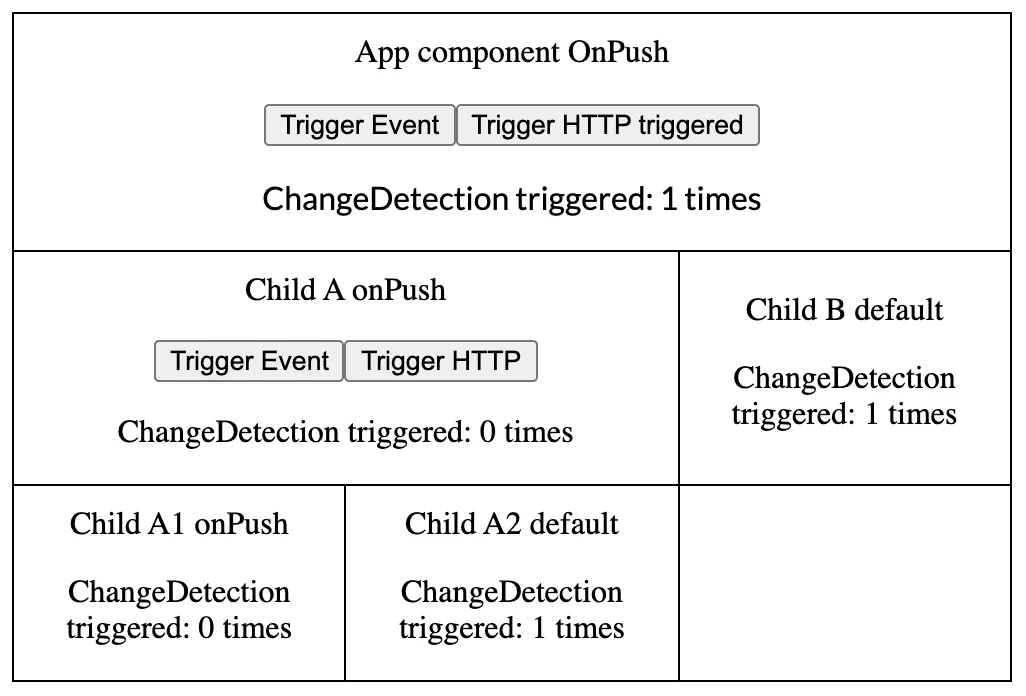 App component OnPush
Trigger Event Trigger HTTP triggered
ChangeDetection triggered: 1 times
Child A onPush
Trigger Event Trigger HTTP
ChangeDetection triggered: 0 times
Child B default
ChangeDetection
triggered: 1 times
Child A1 onPush
ChangeDetection
triggered: 0 times
Child A2 default
ChangeDetection
triggered: 1 times